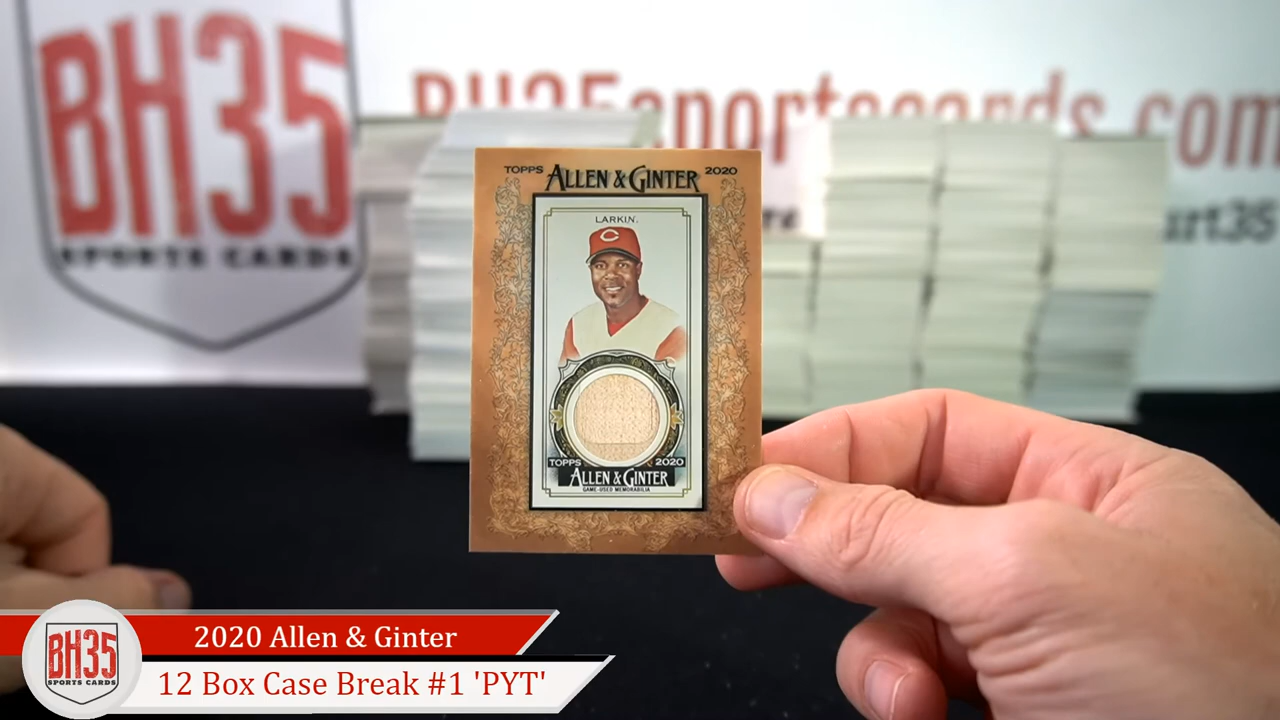 BH35
SPORTS CARDS
BH35sportscards.com
art35
TOPPS ALLEN & GINTER 2020
LARKIN.
TOPPS 2020
ALLEN & GINTER
GAME-USED MEMORABILIA
2020 Allen & Ginter
12 Box Case Break #1 'PYT'
BH35
SPORTS CARDS